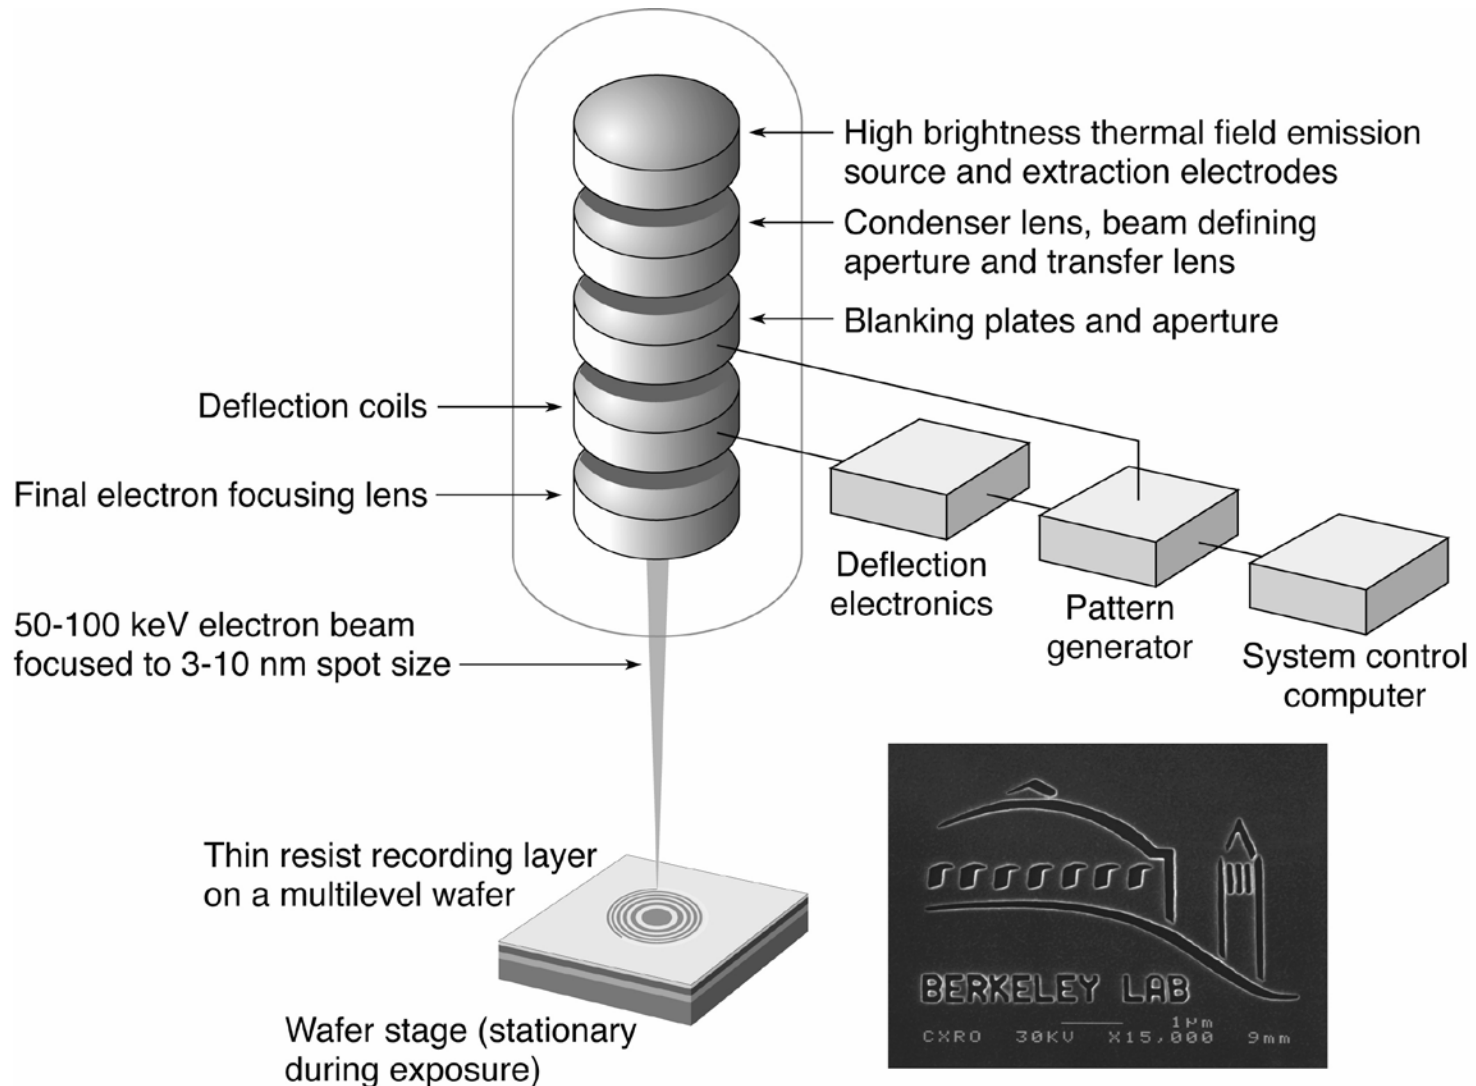 High brightness thermal field emission
source and extraction electrodes
Condenser lens, beam defining
aperture and transfer lens
Blanking plates and aperture
Deflection coils
Final electron focusing lens
Deflection
electronics
Pattern
generator
System control
computer
50-100 keV electron beam
focused to 3-10 nm spot size
Thin resist recording layer
on a multilevel wafer
Wafer stage (stationary
during exposure)
BERKELEY LAB
1µm
CXRO 30KV X15,000 9mm